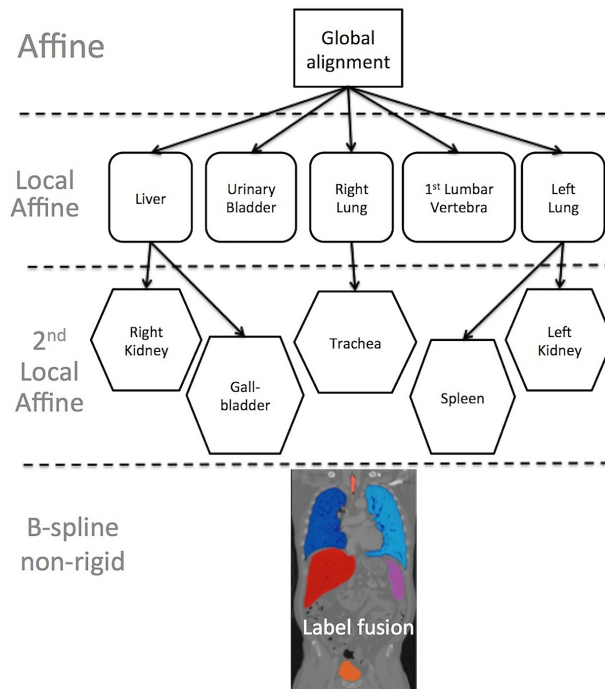 Affine
Global
alignment
Local
Affine
Liver
Urinary
Bladder
Right
Lung
1st Lumbar
Vertebra
Left
Lung
2nd
Local
Affine
Right
Kidney
Gall-
bladder
Trachea
Spleen
Left
Kidney
B-spline
non-rigid
Label fusion